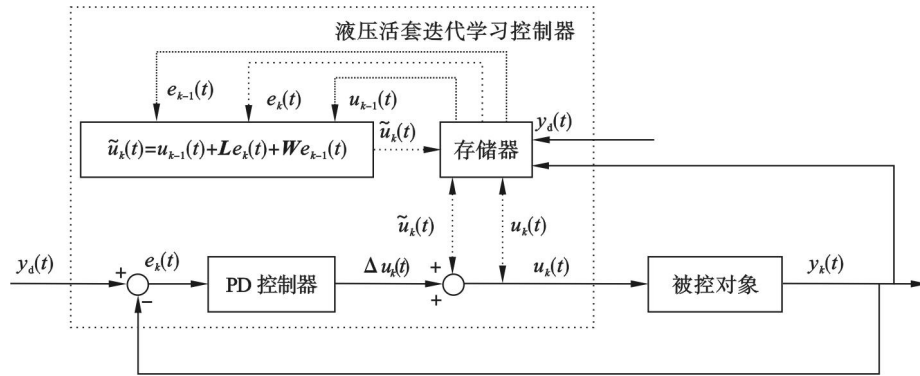 液压活套迭代学习控制器
e_{k-1}(t)
e_k(t)
u_{k-1}(t)
ũ_k(t)=u_{k-1}(t)+Le_k(t)+We_{k-1}(t)
ũ_k(t)
存储器
y_d(t)
ũ_k(t)
u_k(t)
y_d(t)
+
−
e_k(t)
PD 控制器
Δu_k(t)
+
+
u_k(t)
被控对象
y_k(t)